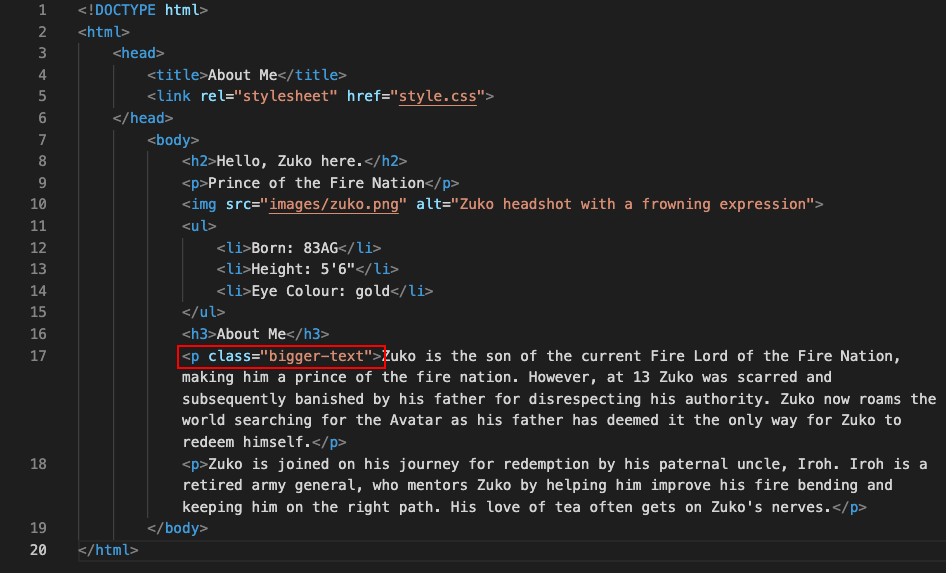 1 <!DOCTYPE html>
2 <html>
3 <head>
4 <title>About Me</title>
5 <link rel="stylesheet" href="style.css">
6 </head>
7 <body>
8 <h2>Hello, Zuko here.</h2>
9 <p>Prince of the Fire Nation</p>
10 <img src="images/zuko.png" alt="Zuko headshot with a frowning expression">
11 <ul>
12 <li>Born: 83AG</li>
13 <li>Height: 5'6"</li>
14 <li>Eye Colour: gold</li>
15 </ul>
16 <h3>About Me</h3>
17 <p class="bigger-text">Zuko is the son of the current Fire Lord of the Fire Nation,
making him a prince of the fire nation. However, at 13 Zuko was scarred and
subsequently banished by his father for disrespecting his authority. Zuko now roams the
world searching for the Avatar as his father has deemed it the only way for Zuko to
redeem himself.</p>
18 <p>Zuko is joined on his journey for redemption by his paternal uncle, Iroh. Iroh is a
retired army general, who mentors Zuko by helping him improve his fire bending and
keeping him on the right path. His love of tea often gets on Zuko's nerves.</p>
19 </body>
20 </html>